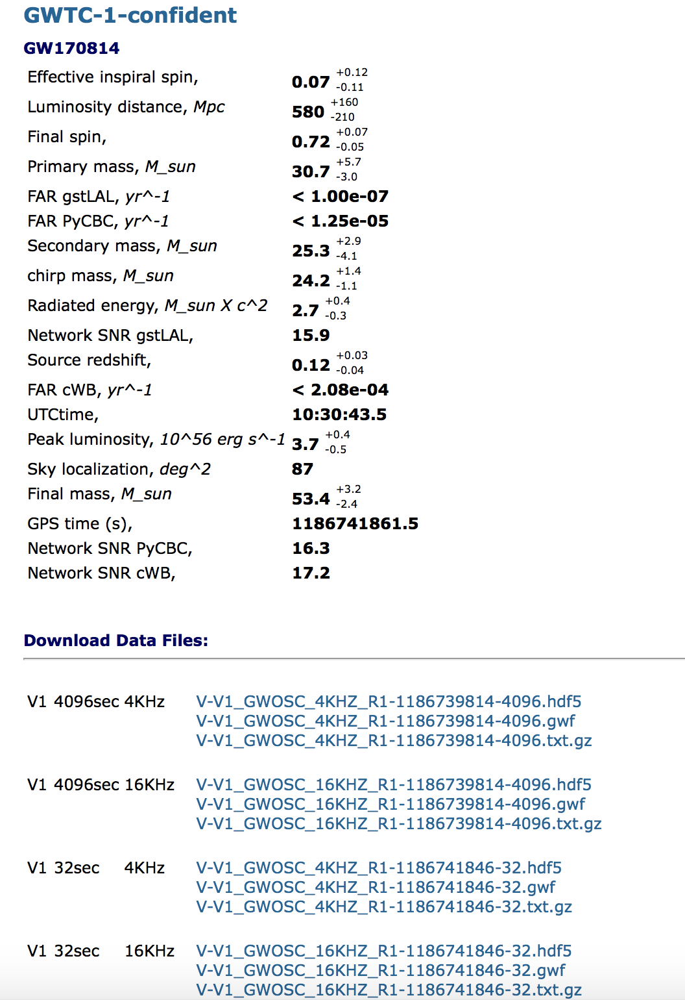 GWTC-1-confident
GW170814
Effective inspiral spin, 0.07 +0.12 -0.11
Luminosity distance, Mpc 580 +160 -210
Final spin, 0.72 +0.07 -0.05
Primary mass, M_sun 30.7 +5.7 -3.0
FAR gstLAL, yr^-1 < 1.00e-07
FAR PyCBC, yr^-1 < 1.25e-05
Secondary mass, M_sun 25.3 +2.9 -4.1
chirp mass, M_sun 24.2 +1.4 -1.1
Radiated energy, M_sun X c^2 2.7 +0.4 -0.3
Network SNR gstLAL, 15.9
Source redshift, 0.12 +0.03 -0.04
FAR cWB, yr^-1 < 2.08e-04
UTCtime, 10:30:43.5
Peak luminosity, 10^56 erg s^-1 3.7 +0.4 -0.5
Sky localization, deg^2 87
Final mass, M_sun 53.4 +3.2 -2.4
GPS time (s), 1186741861.5
Network SNR PyCBC, 16.3
Network SNR cWB, 17.2
Download Data Files:
V1 4096sec 4KHz V-V1_GWOSC_4KHZ_R1-1186739814-4096.hdf5
V-V1_GWOSC_4KHZ_R1-1186739814-4096.gwf
V-V1_GWOSC_4KHZ_R1-1186739814-4096.txt.gz
V1 4096sec 16KHz V-V1_GWOSC_16KHZ_R1-1186739814-4096.hdf5
V-V1_GWOSC_16KHZ_R1-1186739814-4096.gwf
V-V1_GWOSC_16KHZ_R1-1186739814-4096.txt.gz
V1 32sec 4KHz V-V1_GWOSC_4KHZ_R1-1186741846-32.hdf5
V-V1_GWOSC_4KHZ_R1-1186741846-32.gwf
V-V1_GWOSC_4KHZ_R1-1186741846-32.txt.gz
V1 32sec 16KHz V-V1_GWOSC_16KHZ_R1-1186741846-32.hdf5
V-V1_GWOSC_16KHZ_R1-1186741846-32.gwf
V-V1_GWOSC_16KHZ_R1-1186741846-32.txt.gz